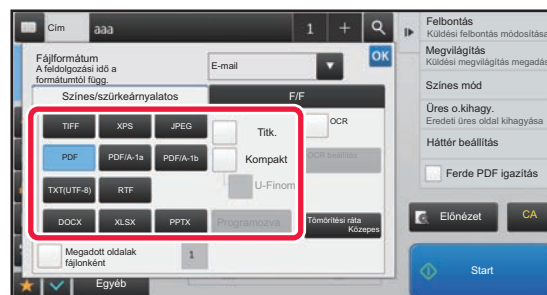 Cím
aaa
1
+
Fájlformátum
A feldolgozási idő a
formátumtól függ.
E-mail
OK
Színes/szürkeárnyalatos
F/F
TIFF
XPS
JPEG
Titk.
OCR
PDF
PDF/A-1a
PDF/A-1b
Kompakt
OCR beállítás
U-Finom
TXT(UTF-8)
RTF
DOCX
XLSX
PPTX
Programozva
Tömörítési ráta
Közepes
Megadott oldalak
fájlonként
1
Egyéb
Felbontás
Küldési felbontás módosítása
Megvilágítás
Küldési megvilágítás megadás
Színes mód
Üres o.kihagy.
Eredeti üres oldal kihagyása
Háttér beállítás
Ferde PDF igazítás
Előnézet
CA
Start